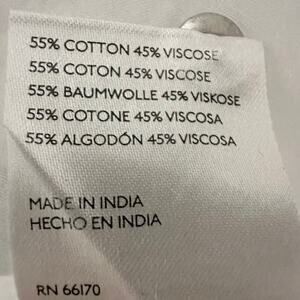 55% COTTON 45% VISCOSE
55% COTON 45% VISCOSE
55% BAUMWOLLE 45% VISKOSE
55% COTONE 45% VISCOSA
55% ALGODÓN 45% VISCOSA
MADE IN INDIA
HECHO EN INDIA
RN 66170